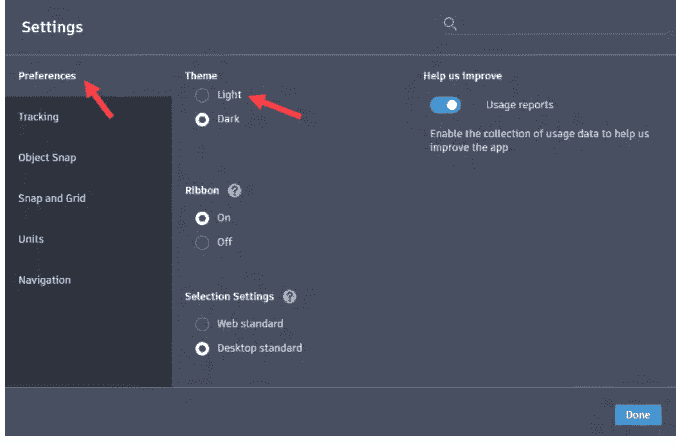 Settings
Preferences
Tracking
Object Snap
Snap and Grid
Units
Navigation
Theme
Light
Dark
Ribbon ?
On
Off
Selection Settings ?
Web standard
Desktop standard
Help us improve
Usage reports
Enable the collection of usage data to help us
improve the app
Done